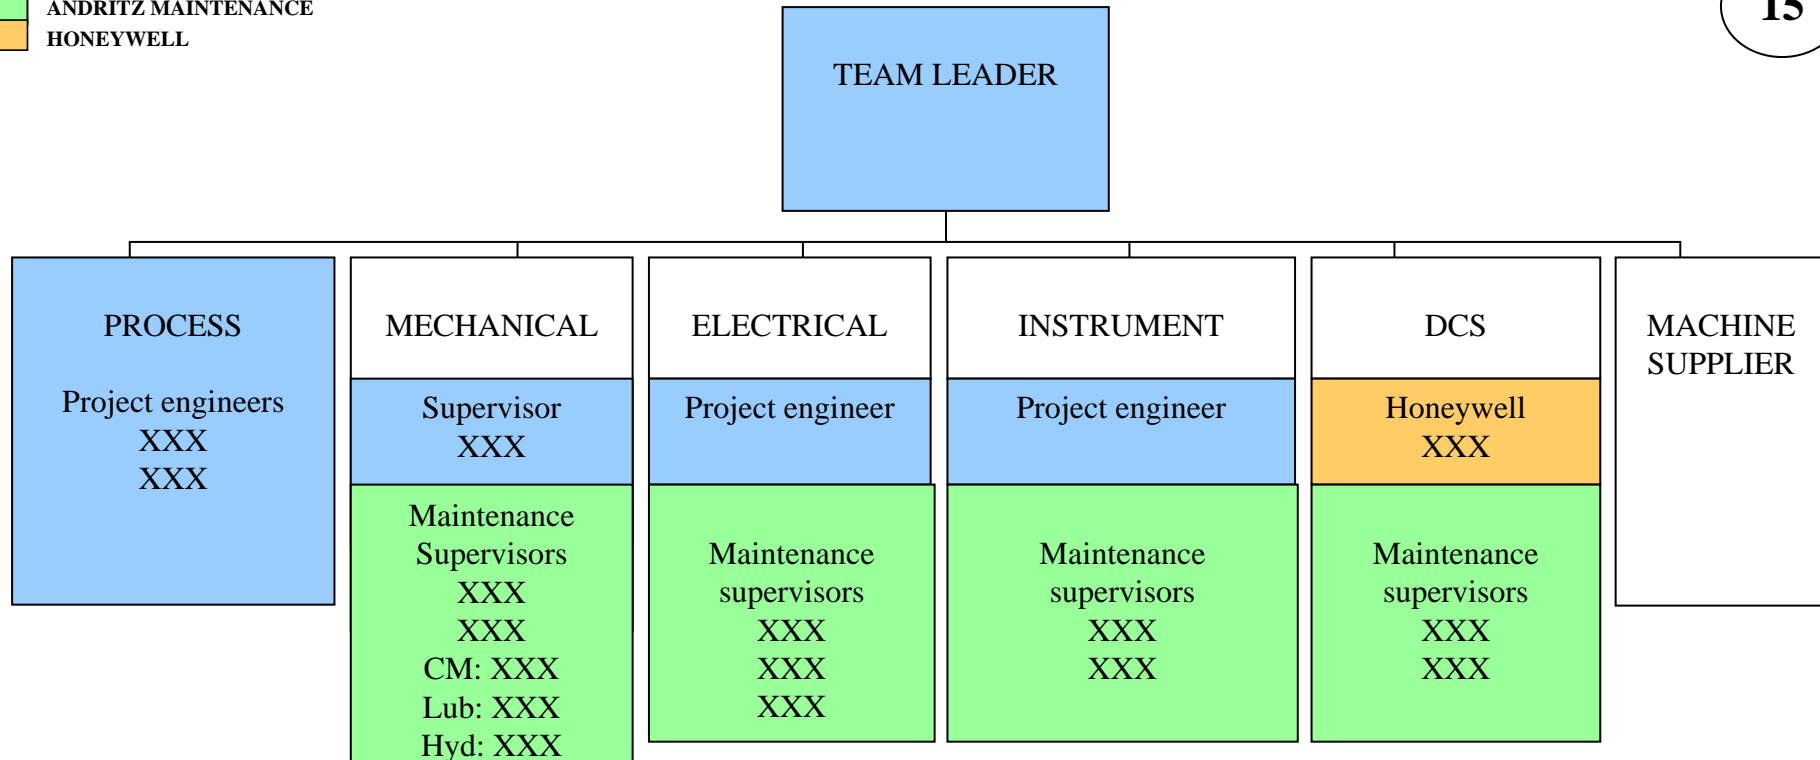 ANDRITZ MAINTENANCE
HONEYWELL
15
TEAM LEADER
PROCESS
Project engineers
XXX
XXX
MECHANICAL
Supervisor
XXX
Maintenance
Supervisors
XXX
XXX
CM: XXX
Lub: XXX
Hyd: XXX
ELECTRICAL
Project engineer
Maintenance
supervisors
XXX
XXX
XXX
INSTRUMENT
Project engineer
Maintenance
supervisors
XXX
XXX
DCS
Honeywell
XXX
Maintenance
supervisors
XXX
XXX
MACHINE
SUPPLIER